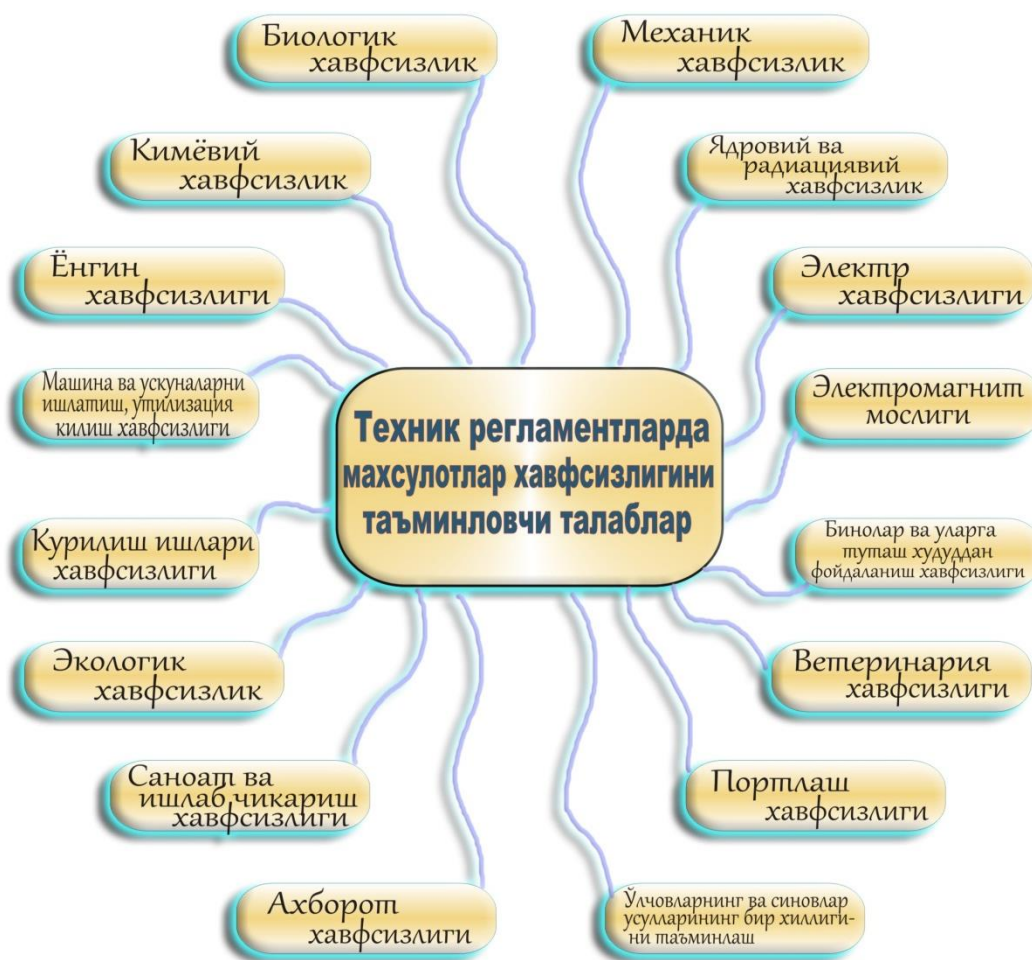 Биологик
хавфсизлик
Механик
хавфсизлик
Кимёвий
хавфсизлик
Ядровий ва
радиациявий
хавфсизлик
Ёнгин
хавфсизлиги
Электр
хавфсизлиги
Машина ва ускуналарни
ишлатиш, утилизация
килиш хавфсизлиги
Электромагнит
мослиги
Техник регламентларда
махсулотлар хавфсизлигини
таъминловчи талаблар
Курилиш ишлари
хавфсизлиги
Бинолар ва уларга
туташ худуддан
фойдаланиш хавфсизлиги
Экологик
хавфсизлик
Ветеринария
хавфсизлиги
Саноат ва
ишлаб чикариш
хавфсизлиги
Портлаш
хавфсизлиги
Ахборот
хавфсизлиги
Ўлчовларнинг ва синовлар
усулларининг бир хиллиги-
ни таъминлаш